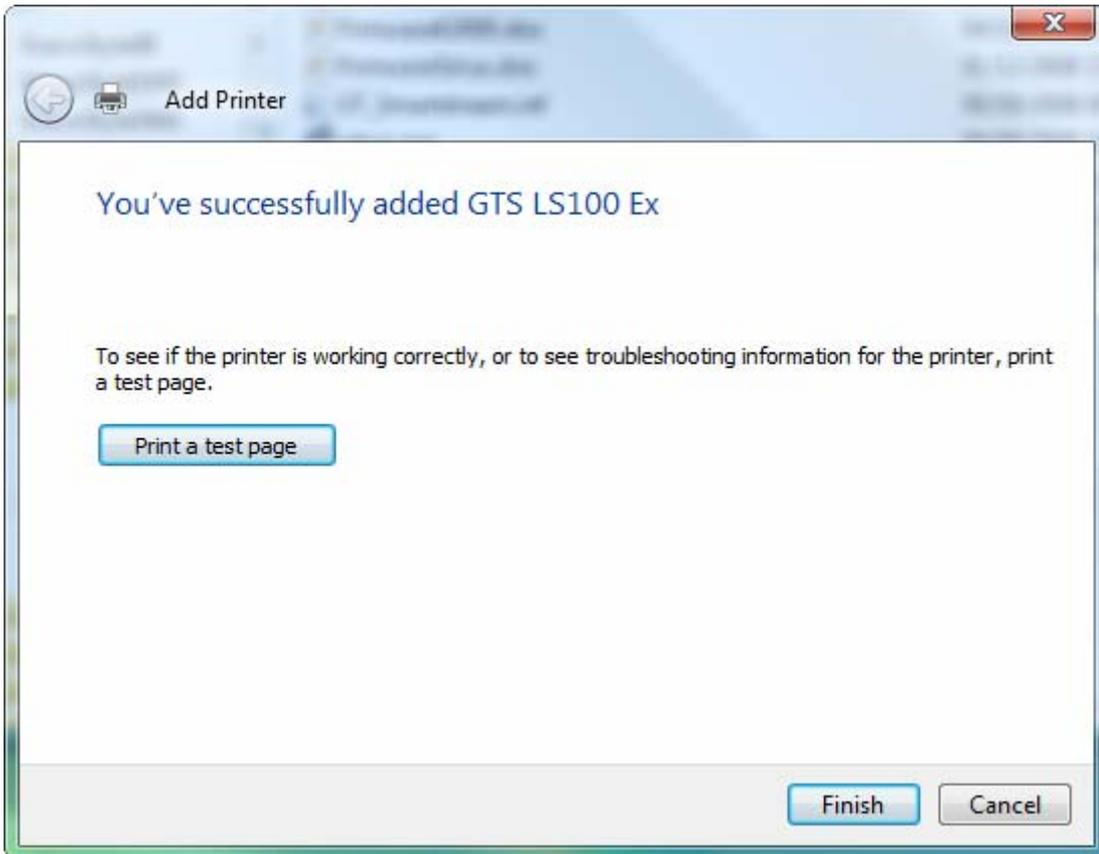 Add Printer
You've successfully added GTS LS100 Ex
To see if the printer is working correctly, or to see troubleshooting information for the printer, print
a test page.
Print a test page
Finish
Cancel